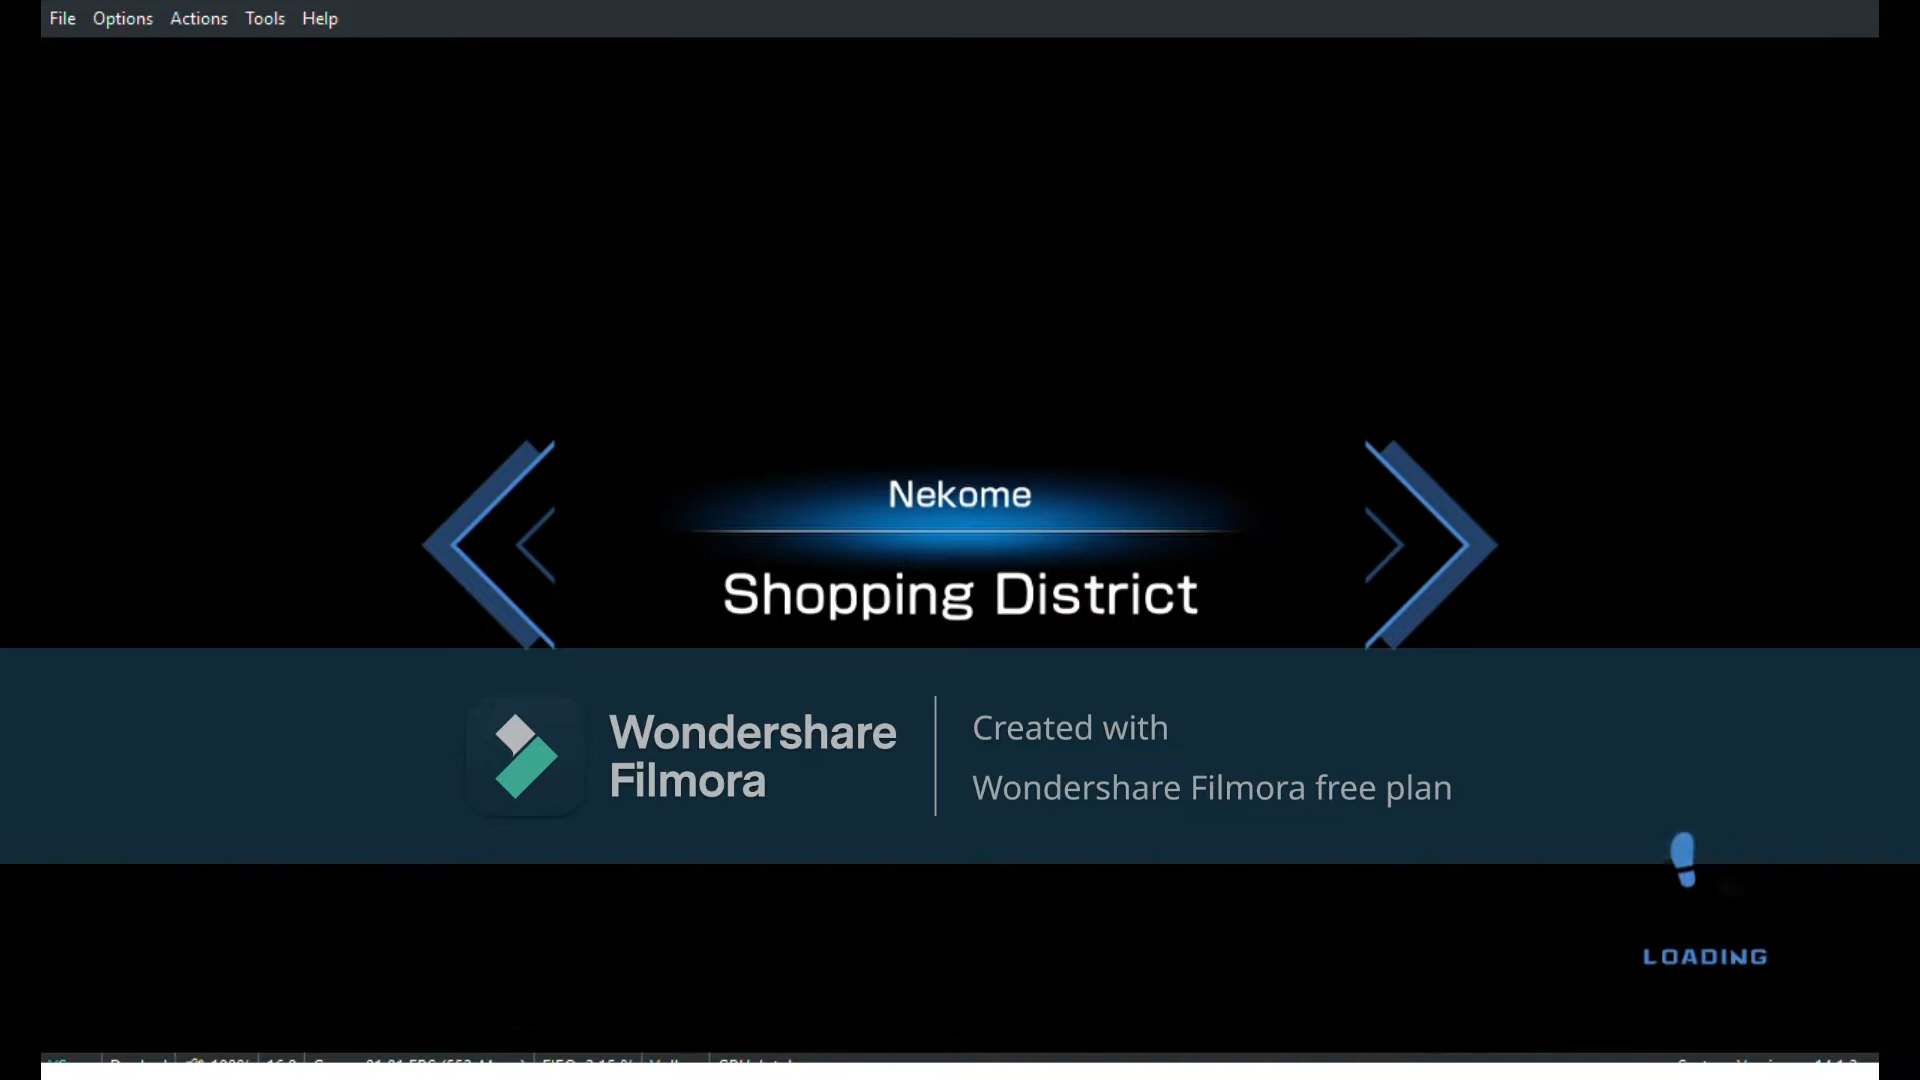 File Options Actions Tools Help
Nekome
Shopping District
Wondershare
Filmora
Created with
Wondershare Filmora free plan
LOADING